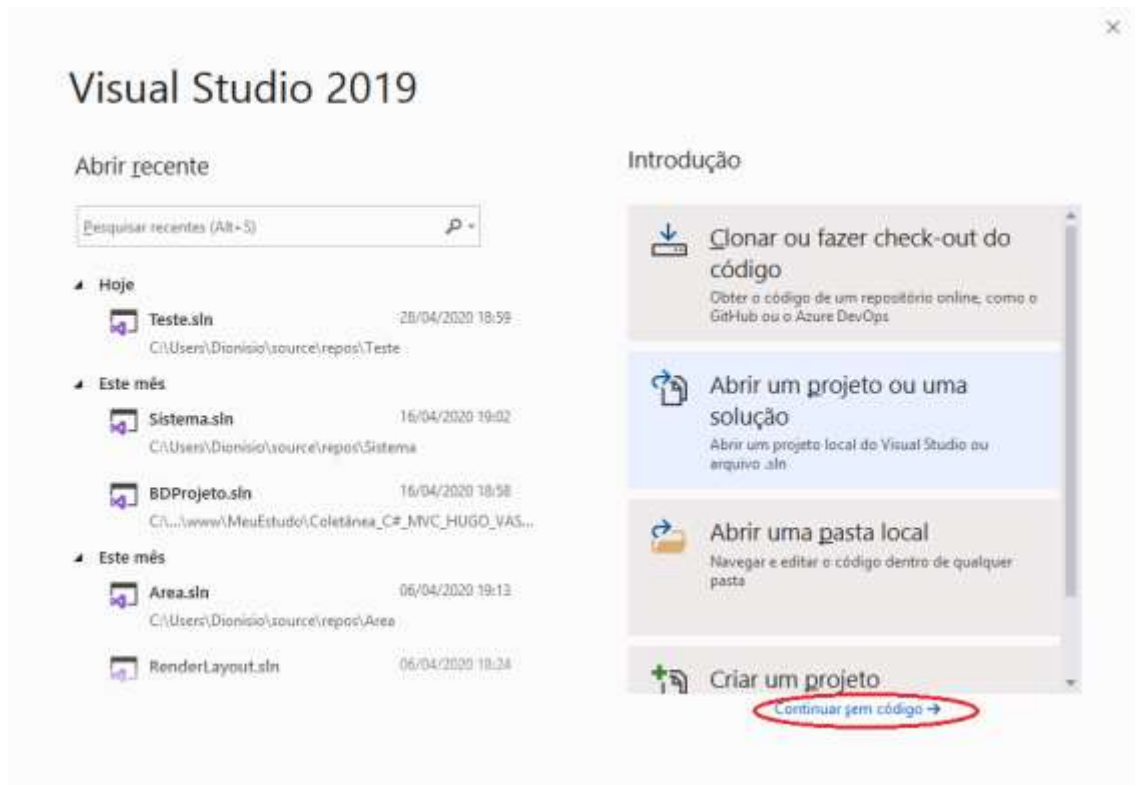 Visual Studio 2019
Abrir recente
Pesquisar recentes (Alt+S)
Hoje
Teste.sln 28/04/2020 18:59
C:\Users\Dionisio\source\repos\Teste
Este mês
Sistema.sln 16/04/2020 19:02
C:\Users\Dionisio\source\repos\Sistema
BDProjeto.sln 16/04/2020 18:58
C:\...\www\MeuEstudo\Coletânea_C#_MVC_HUGO_VAS...
Este mês
Area.sln 06/04/2020 19:13
C:\Users\Dionisio\source\repos\Area
RenderLayout.sln 06/04/2020 18:24
Introdução
Clonar ou fazer check-out do
código
Obter o código de um repositório online, como o
GitHub ou o Azure DevOps
Abrir um projeto ou uma
solução
Abrir um projeto local do Visual Studio ou
arquivo .sln
Abrir uma pasta local
Navegar e editar o código dentro de qualquer
pasta
Criar um projeto
Continuar sem código →